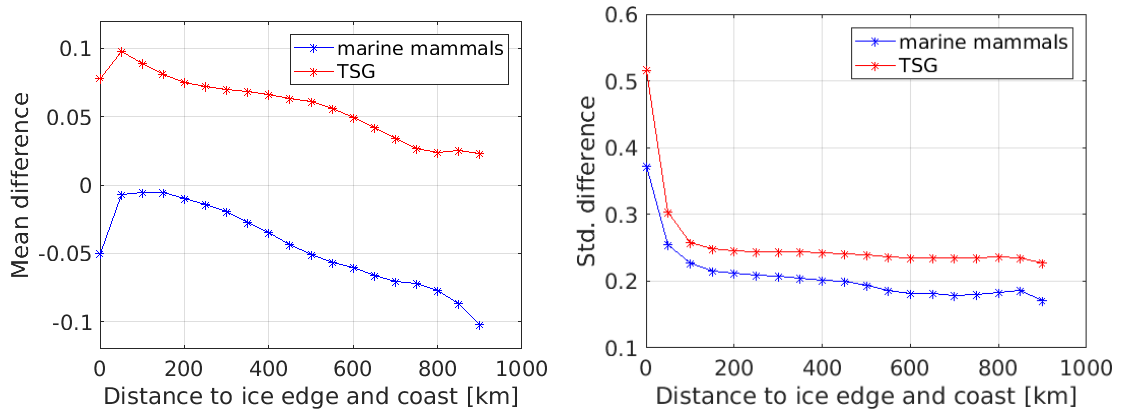 0.1
0.05
0
-0.05
-0.1
Mean difference
marine mammals
TSG
0 200 400 600 800 1000
Distance to ice edge and coast [km]
0.6
0.5
0.4
0.3
0.2
0.1
Std. difference
marine mammals
TSG
0 200 400 600 800 1000
Distance to ice edge and coast [km]